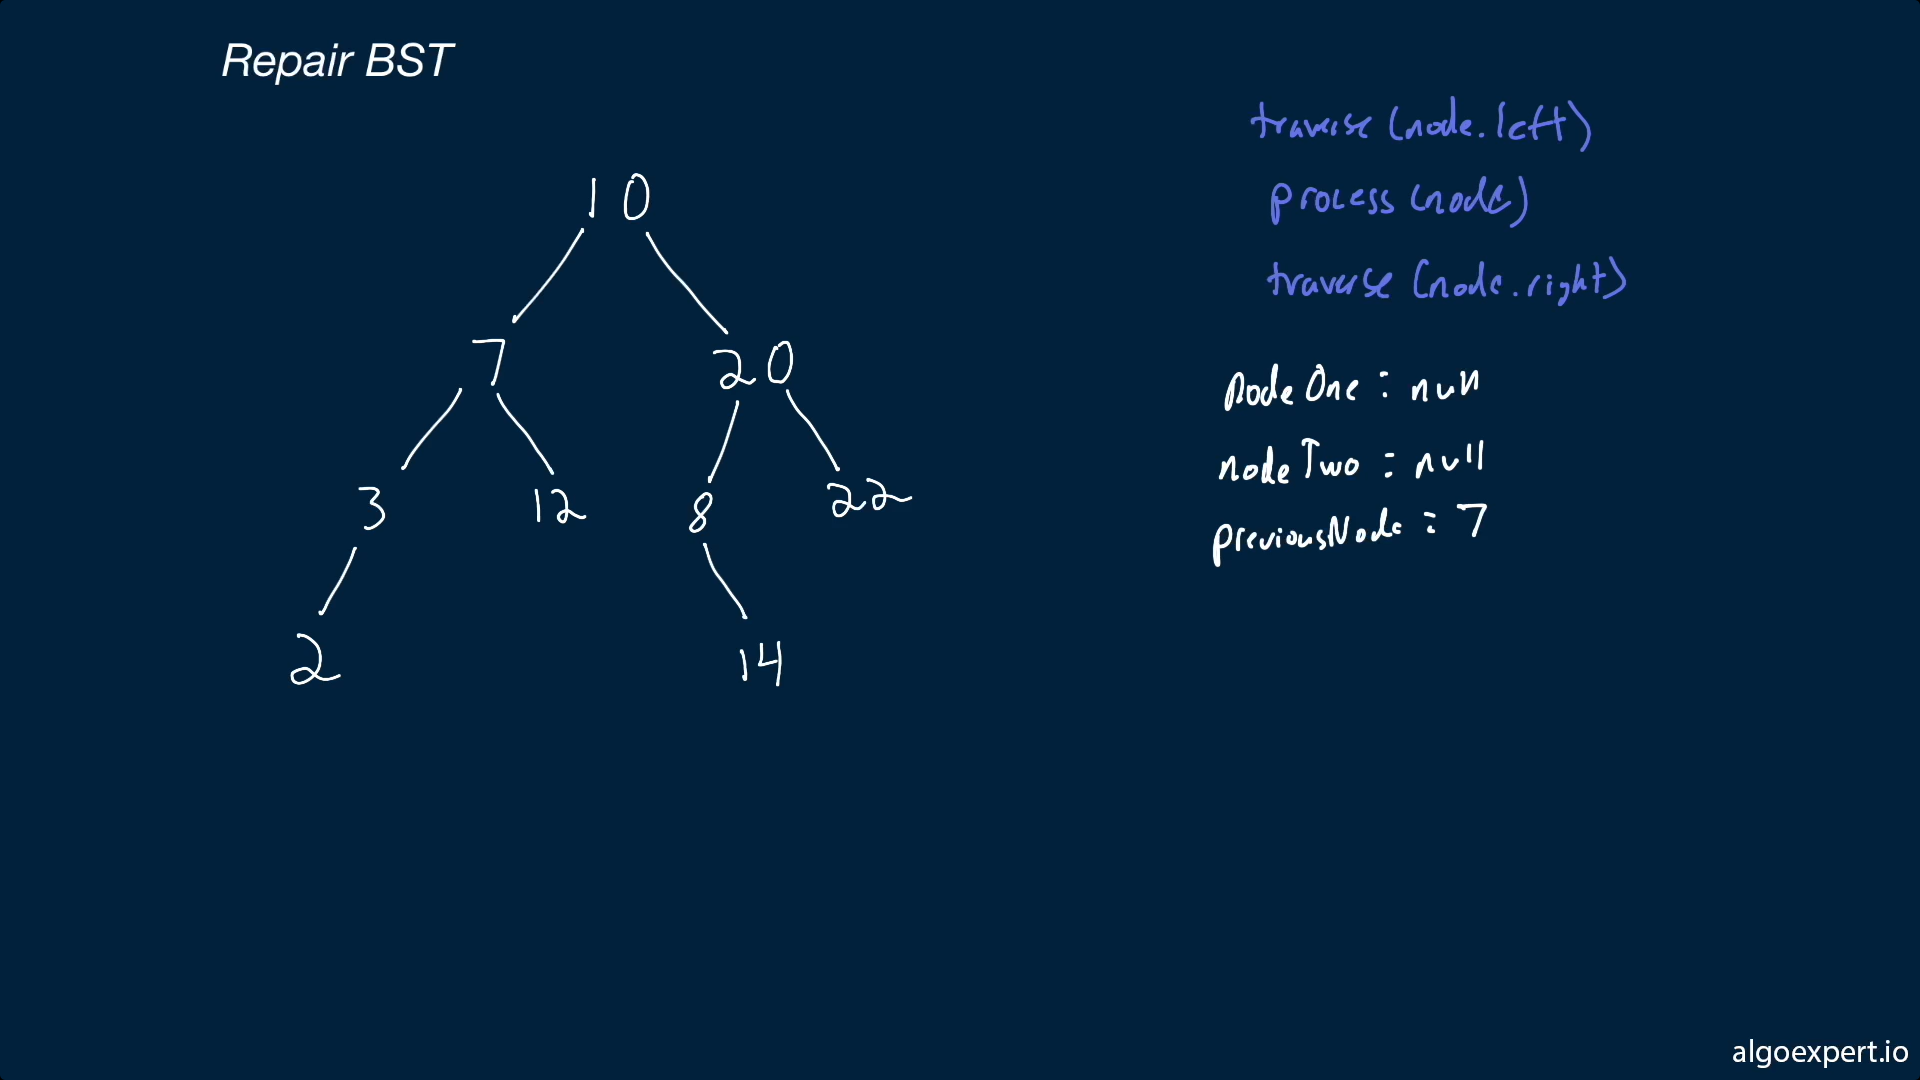 Repair BST
traverse (node.left)
process (node)
traverse (node.right)
10
7
20
3
12
8
22
2
14
nodeOne : null
nodeTwo : null
previousNode : 7
algoexpert.io